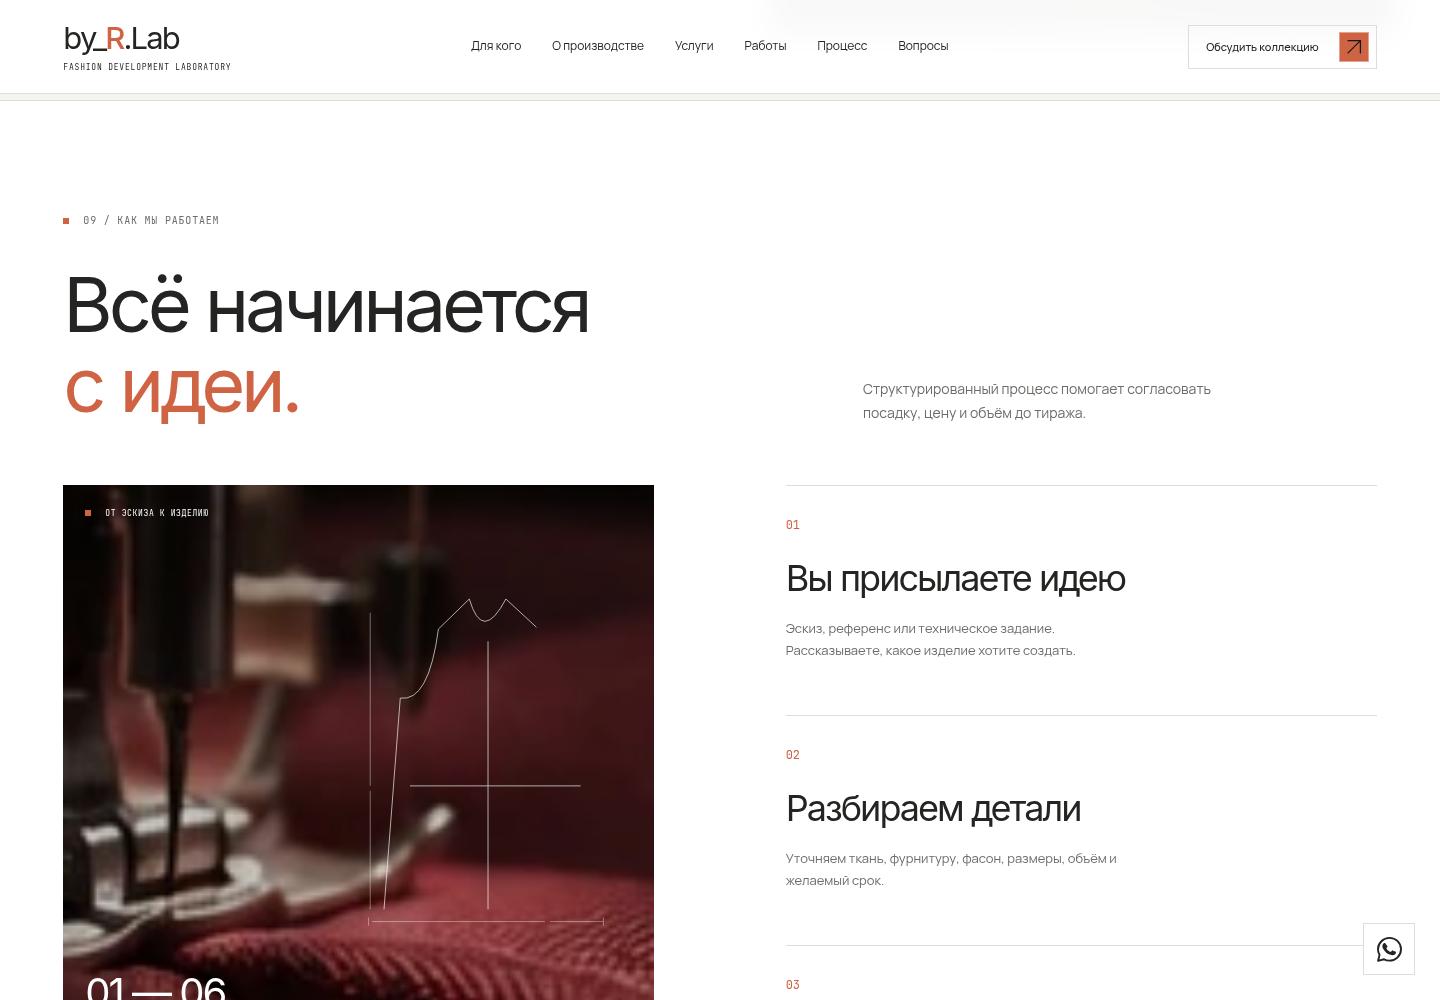 by_R.Lab
FASHION DEVELOPMENT LABORATORY
Для кого
О производстве
Услуги
Работы
Процесс
Вопросы
Обсудить коллекцию
09 / КАК МЫ РАБОТАЕМ
Всё начинается
с идеи.
Структурированный процесс помогает согласовать
посадку, цену и объём до тиража.
ОТ ЭСКИЗА К ИЗДЕЛИЮ
01 — 06
01
Вы присылаете идею
Эскиз, референс или техническое задание.
Рассказываете, какое изделие хотите создать.
02
Разбираем детали
Уточняем ткань, фурнитуру, фасон, размеры, объём и
желаемый срок.
03